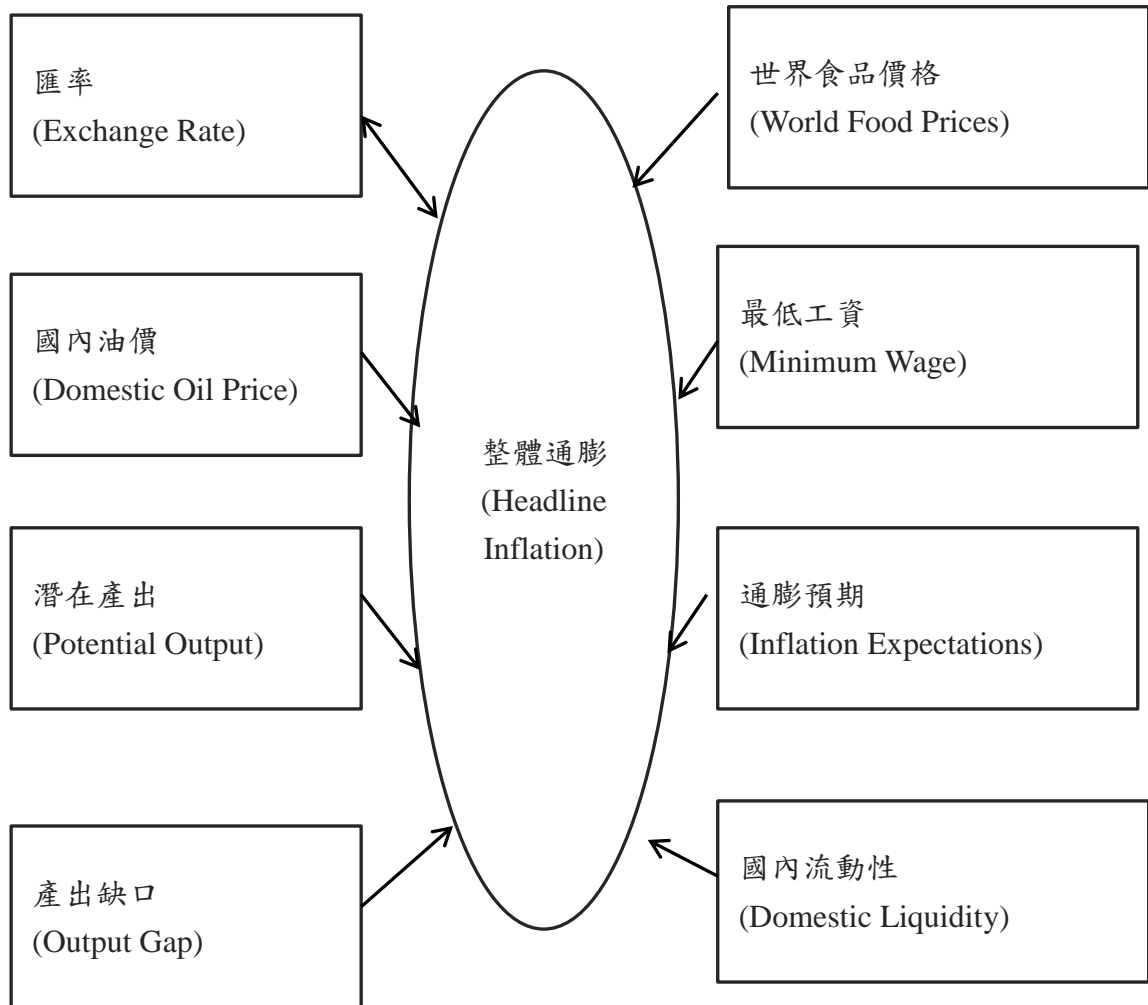 匯率
(Exchange Rate)
國內油價
(Domestic Oil Price)
潛在產出
(Potential Output)
產出缺口
(Output Gap)
整體通膨
(Headline
Inflation)
世界食品價格
(World Food Prices)
最低工資
(Minimum Wage)
通膨預期
(Inflation Expectations)
國內流動性
(Domestic Liquidity)